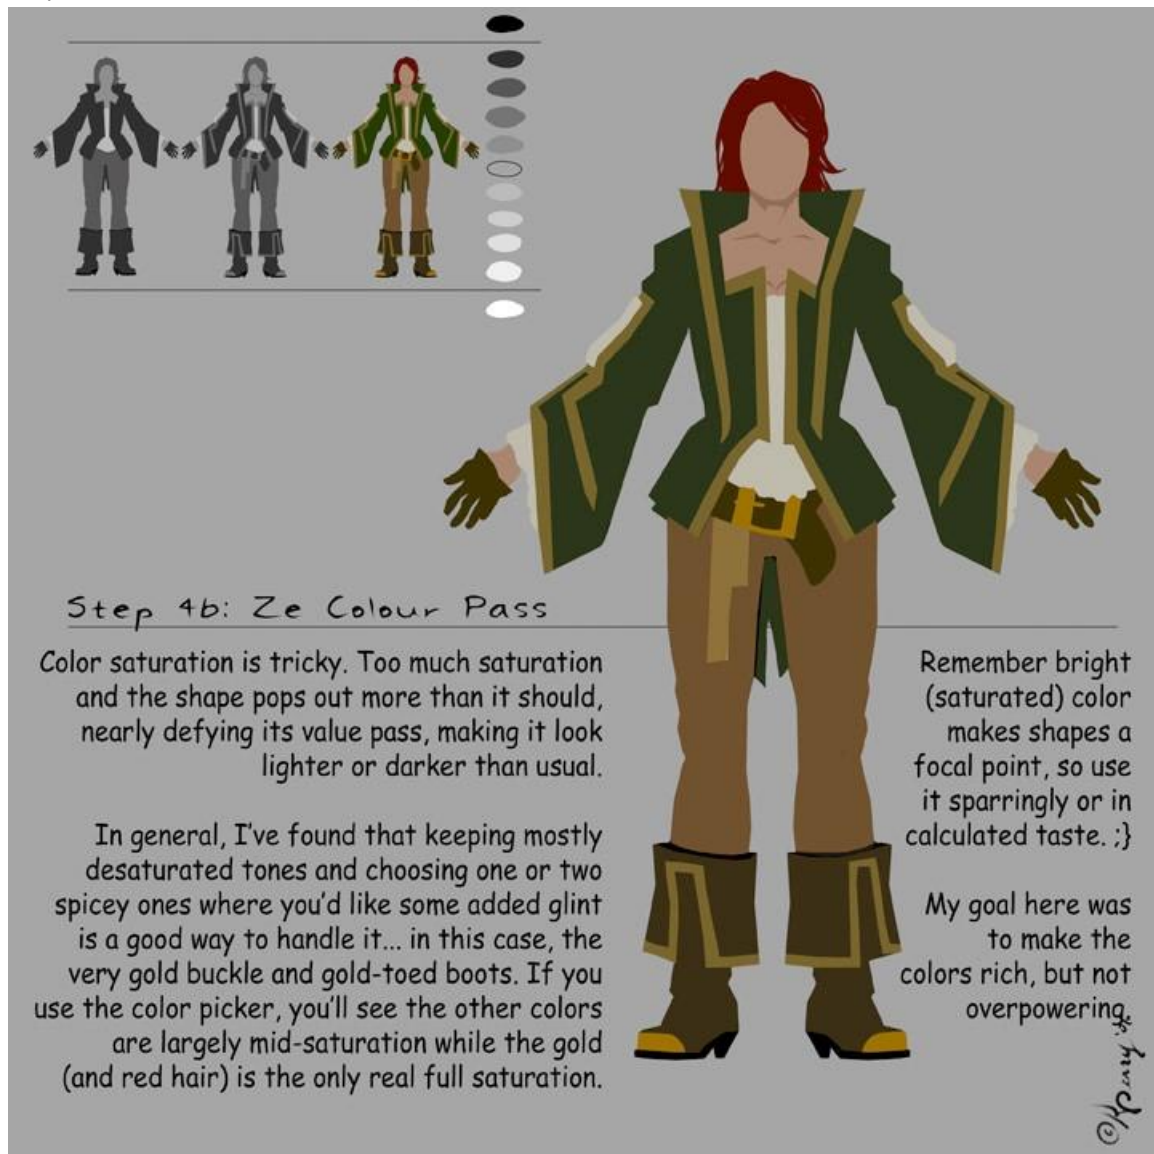 Step 4b: Ze Colour Pass
Color saturation is tricky. Too much saturation
and the shape pops out more than it should,
nearly defying its value pass, making it look
lighter or darker than usual.
In general, I've found that keeping mostly
desaturated tones and choosing one or two
spicey ones where you'd like some added glint
is a good way to handle it... in this case, the
very gold buckle and gold-toed boots. If you
use the color picker, you'll see the other colors
are largely mid-saturation while the gold
(and red hair) is the only real full saturation.
Remember bright
(saturated) color
makes shapes a
focal point, so use
it sparringly or in
calculated taste. ;}
My goal here was
to make the
colors rich, but not
overpowering.
©